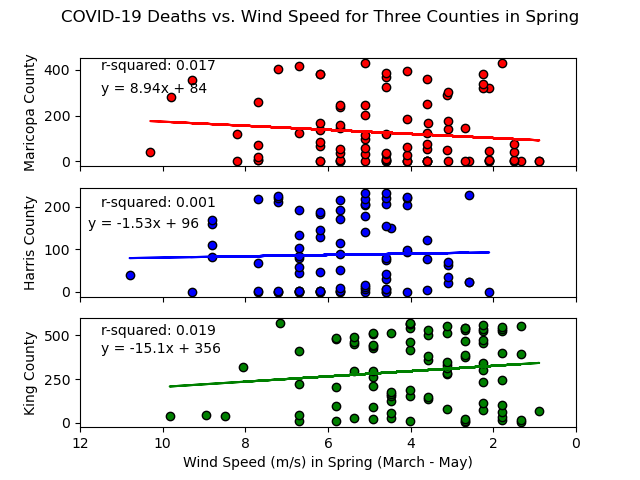 COVID-19 Deaths vs. Wind Speed for Three Counties in Spring
Maricopa County
400
200
0
r-squared: 0.017
y = 8.94x + 84
Harris County
200
100
0
r-squared: 0.001
y = -1.53x + 96
King County
500
250
0
r-squared: 0.019
y = -15.1x + 356
12 10 8 6 4 2 0
Wind Speed (m/s) in Spring (March - May)